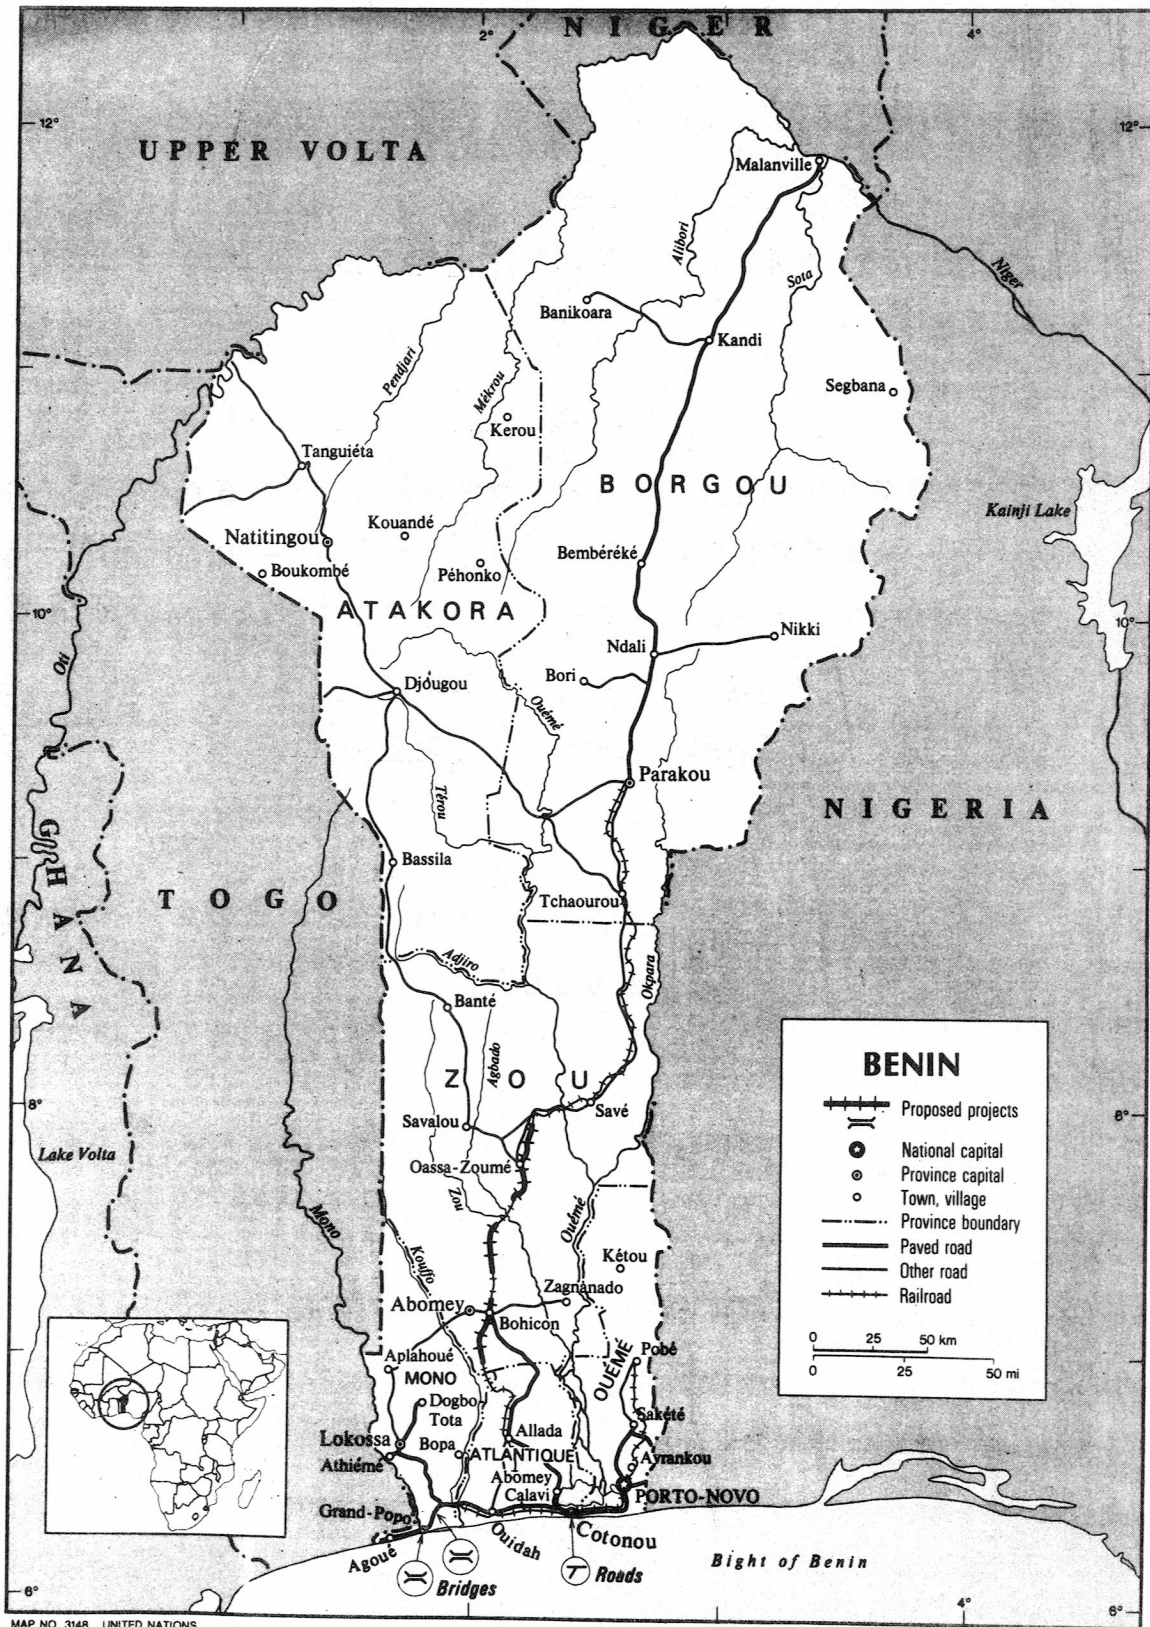 NIGER
2°
4°
12°
12°
UPPER VOLTA
Malanville
Alibori
Niger
Sota
Banikoara
Kandi
Pendjari
Mékrou
Segbana
Kerou
Tanguiéta
BORGOU
Kainji Lake
Kouandé
Natitingou
Bembéréké
Boukombé
Péhonko
10°
ATAKORA
10°
Nikki
Ndali
Oti
Bori
Djougou
Ouémé
Parakou
Térou
NIGERIA
GHANA
Bassila
TOGO
Tchaourou
Adjiro
Okpara
Banté
Agbado
ZOU
8°
Savé
8°
Savalou
Lake Volta
Oassa-Zoumé
Zou
Mono
Ouémé
Kouffo
Kétou
Zagnanado
Abomey
Bohicon
Aplahoué
Pobé
MONO
OUÉMÉ
Dogbo
Tota
Sakété
Allada
Lokossa
Bopa
ATLANTIQUE
Athiémé
Ayrankou
Abomey
Calavi
PORTO-NOVO
Grand-Popo
Cotonou
Ouidah
Agoué
Bight of Benin
Bridges
Roads
6°
4°
6°
BENIN
Proposed projects
National capital
Province capital
Town, village
Province boundary
Paved road
Other road
Railroad
0 25 50 km
0 25 50 mi
MAP NO. 3148 UNITED NATIONS